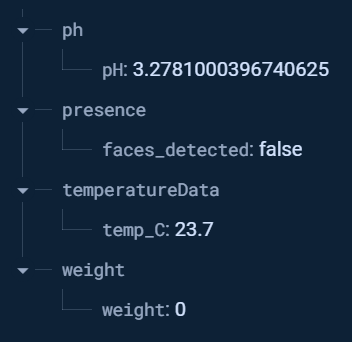 ph
pH: 3.2781000396740625
presence
faces_detected: false
temperatureData
temp_C: 23.7
weight
weight: 0